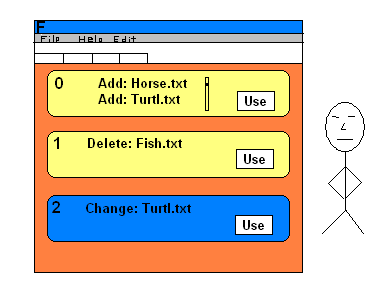 F
File Help Edit
0 Add: Horse.txt
Add: Turtl.txt
Use
1 Delete: Fish.txt
Use
2 Change: Turtl.txt
Use